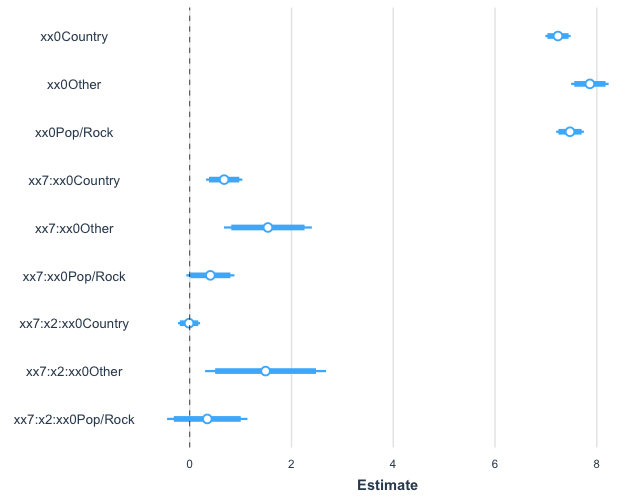 xx0Country
xx0Other
xx0Pop/Rock
xx7:xx0Country
xx7:xx0Other
xx7:xx0Pop/Rock
xx7:x2:xx0Country
xx7:x2:xx0Other
xx7:x2:xx0Pop/Rock
0 2 4 6 8
Estimate